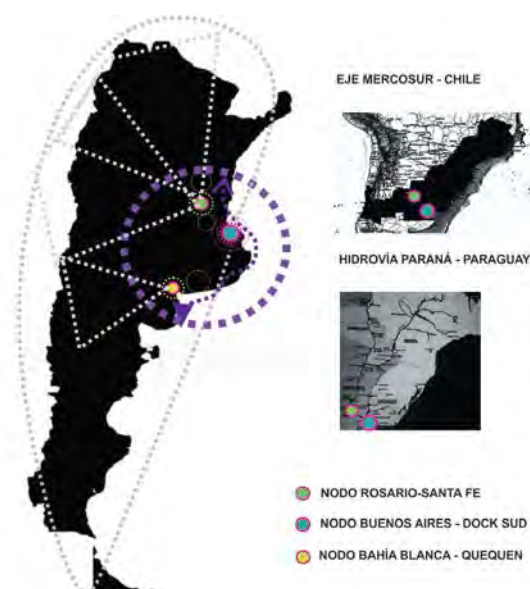 EJE MERCOSUR - CHILE
HIDROVÍA PARANÁ - PARAGUAY
NODO ROSARIO-SANTA FE
NODO BUENOS AIRES - DOCK SUD
NODO BAHÍA BLANCA - QUEQUEN